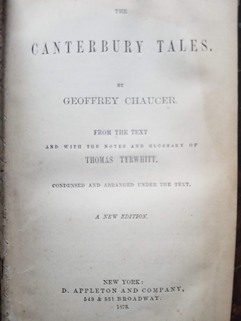 THE
CANTERBURY TALES.
BY
GEOFFREY CHAUCER.
FROM THE TEXT
AND WITH THE NOTES AND GLOSSARY OF
THOMAS TYRWHITT.
CONDENSED AND ARRANGED UNDER THE TEXT.
A NEW EDITION.
NEW YORK:
D. APPLETON AND COMPANY,
549 & 551 BROADWAY.